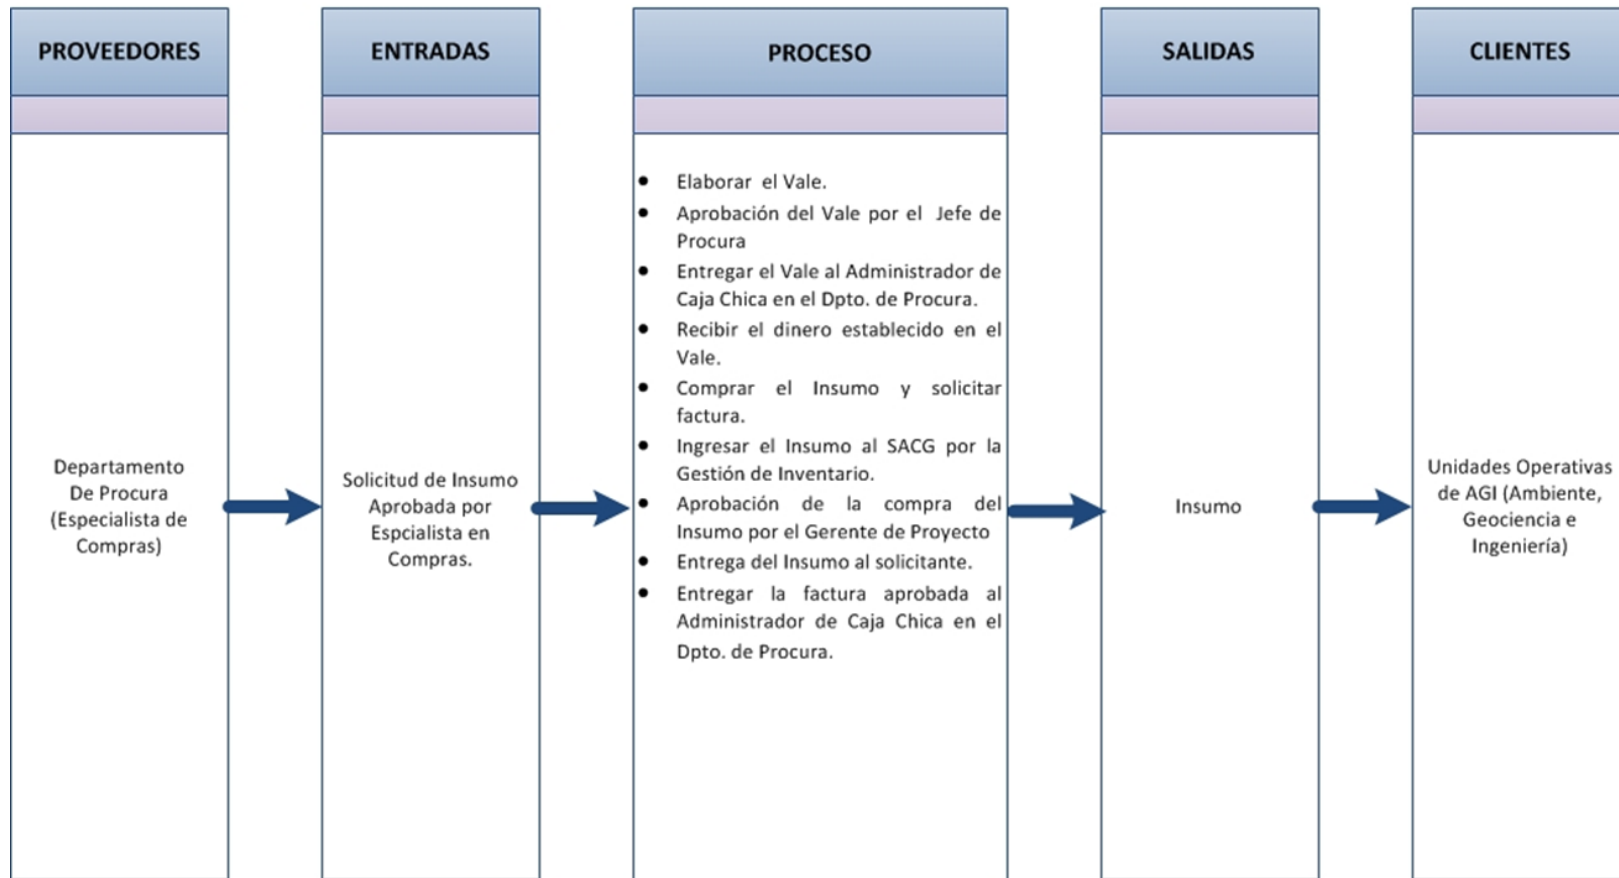 PROVEEDORES
Departamento
De Procura
(Especialista de
Compras)
ENTRADAS
Solicitud de Insumo
Aprobada por
Espcialista en
Compras.
PROCESO
● Elaborar el Vale.
● Aprobación del Vale por el Jefe de
Procura
● Entregar el Vale al Administrador de
Caja Chica en el Dpto. de Procura.
● Recibir el dinero establecido en el
Vale.
● Comprar el Insumo y solicitar
factura.
● Ingresar el Insumo al SACG por la
Gestión de Inventario.
● Aprobación de la compra del
Insumo por el Gerente de Proyecto
● Entrega del Insumo al solicitante.
● Entregar la factura aprobada al
Administrador de Caja Chica en el
Dpto. de Procura.
SALIDAS
Insumo
CLIENTES
Unidades Operativas
de AGI (Ambiente,
Geociencia e
Ingeniería)